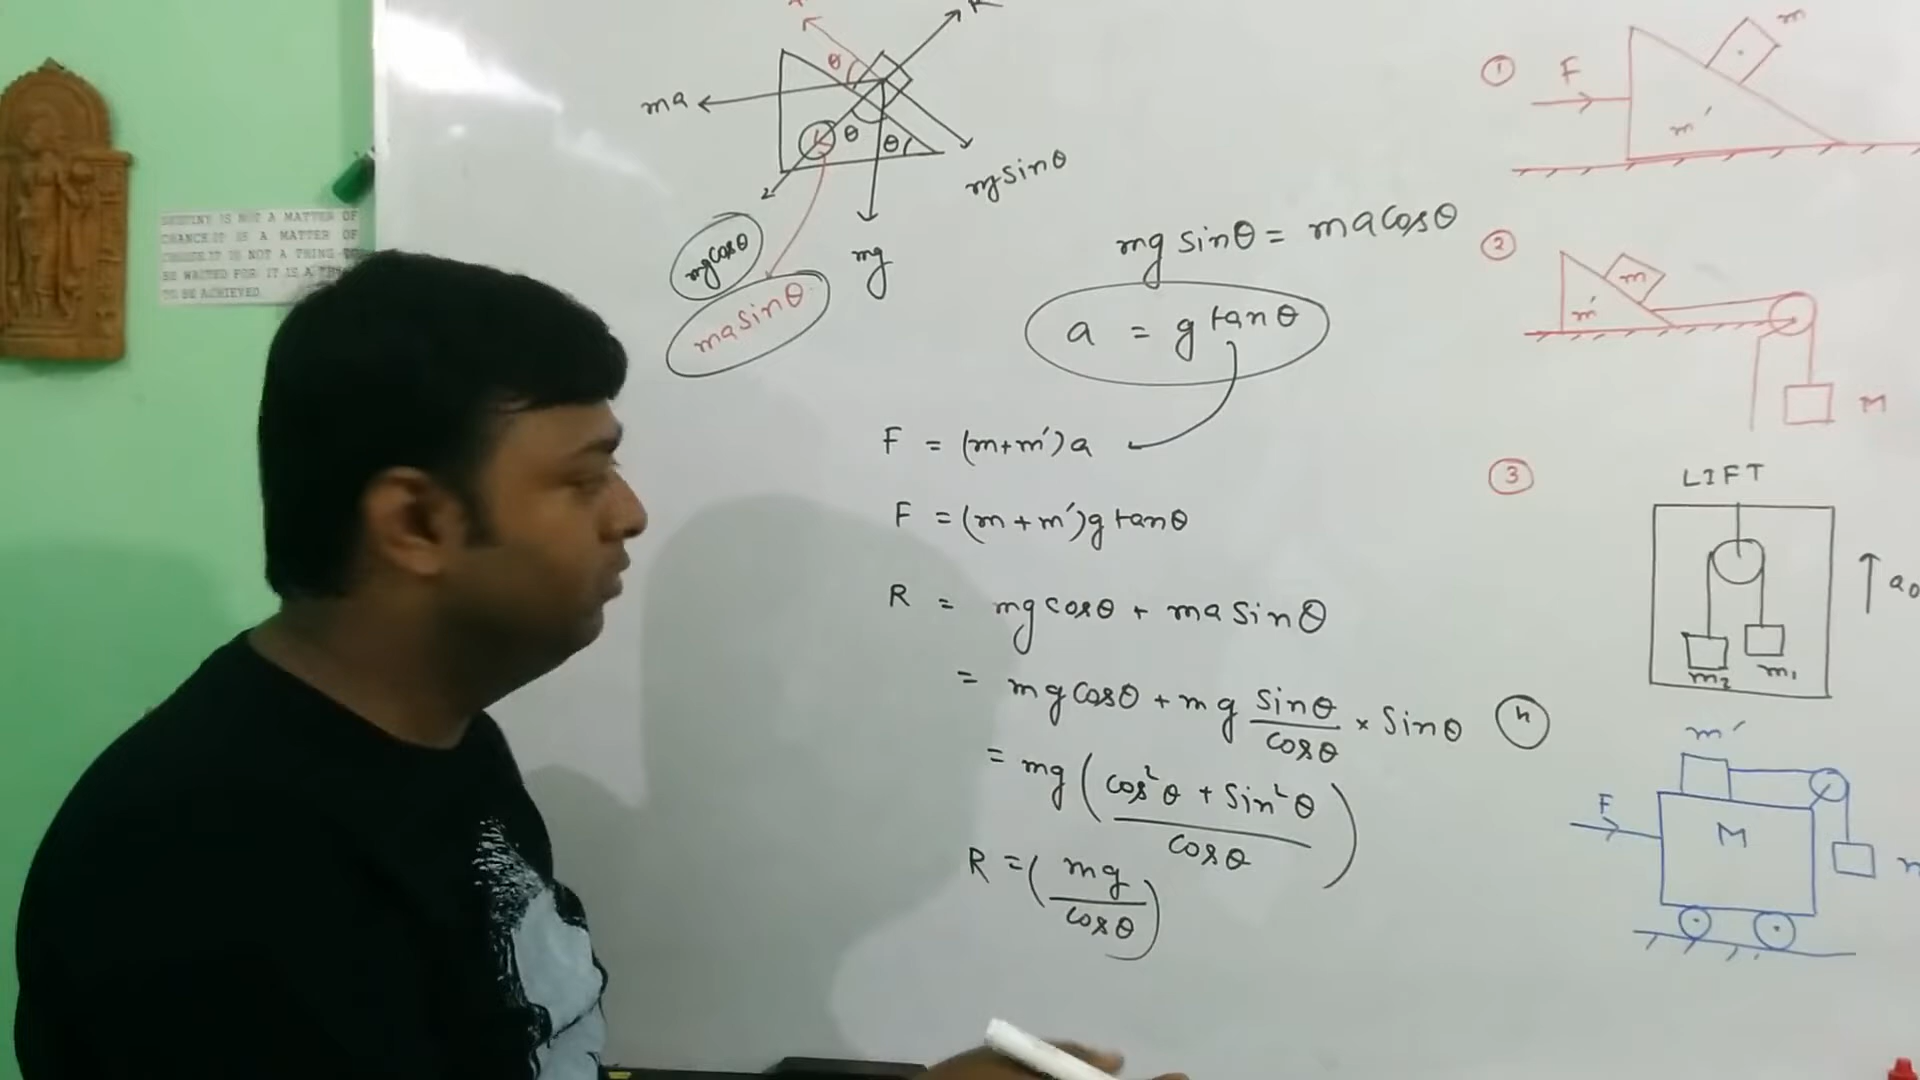 DESTINY IS NOT A MATTER OF
CHANCE.IT IS A MATTER OF
CHOICE.IT IS NOT A THING TO
BE WAITED FOR IT IS A
TO BE ACHIEVED
R
θ
ma
θ
θ
mg sinθ
mg cosθ
mg
ma sinθ
mg sinθ = ma cosθ
a = g tanθ
F = (m+m′)a
F = (m+m′)g tanθ
R = mg cosθ + ma sinθ
= mg cosθ + mg sinθ/cosθ × sinθ
= mg (cos²θ + sin²θ / cosθ)
R = (mg/cosθ)
1
F
m
m′
2
m
m′
M
3
LIFT
a₀
m₂
m₁
4
m′
F
M